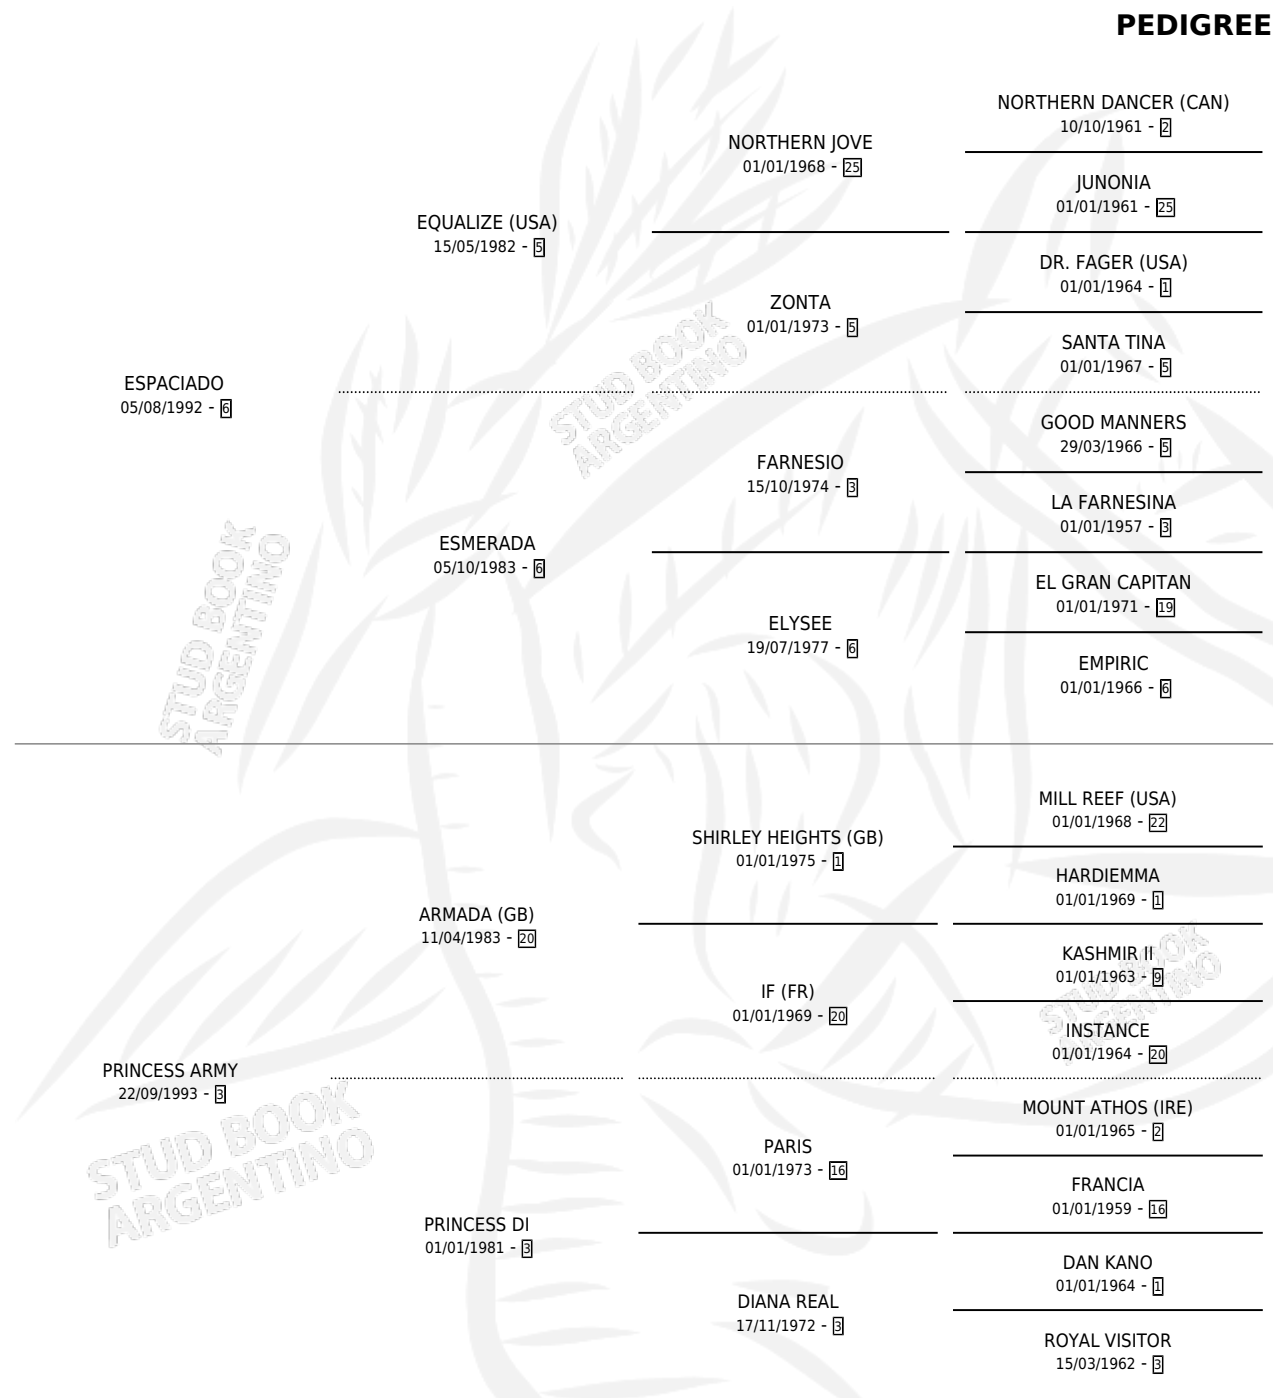 PEDIGREE
NORTHERN DANCER (CAN)
10/10/1961 - 2
NORTHERN JOVE
01/01/1968 - 25
JUNONIA
01/01/1961 - 25
EQUALIZE (USA)
15/05/1982 - 5
DR. FAGER (USA)
01/01/1964 - 1
ZONTA
01/01/1973 - 5
SANTA TINA
01/01/1967 - 5
ESPACIADO
05/08/1992 - 6
GOOD MANNERS
29/03/1966 - 5
FARNESIO
15/10/1974 - 3
LA FARNESINA
01/01/1957 - 3
ESMERADA
05/10/1983 - 6
EL GRAN CAPITAN
01/01/1971 - 19
ELYSEE
19/07/1977 - 6
EMPIRIC
01/01/1966 - 6
MILL REEF (USA)
01/01/1968 - 22
SHIRLEY HEIGHTS (GB)
01/01/1975 - 1
HARDIEMMA
01/01/1969 - 1
ARMADA (GB)
11/04/1983 - 20
KASHMIR II
01/01/1963 - 9
IF (FR)
01/01/1969 - 20
INSTANCE
01/01/1964 - 20
PRINCESS ARMY
22/09/1993 - 3
MOUNT ATHOS (IRE)
01/01/1965 - 2
PARIS
01/01/1973 - 16
FRANCIA
01/01/1959 - 16
PRINCESS DI
01/01/1981 - 3
DAN KANO
01/01/1964 - 1
DIANA REAL
17/11/1972 - 3
ROYAL VISITOR
15/03/1962 - 3
STUD BOOK
ARGENTINO
STUD BOOK
ARGENTINO
STUD BOOK
ARGENTINO
STUD BOOK
ARGENTINO